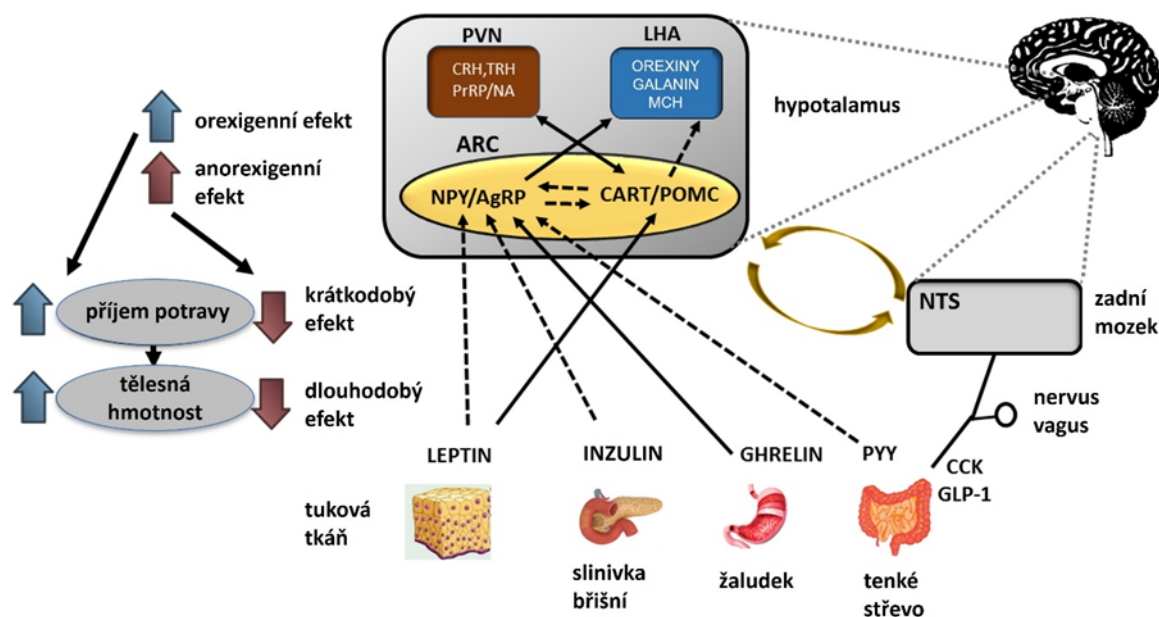 PVN
CRH,TRH
PrRP/NA
LHA
OREXINY
GALANIN
MCH
hypotalamus
ARC
NPY/AgRP
CART/POMC
orexigenní efekt
anorexigenní
efekt
příjem potravy
krátkodobý
efekt
tělesná
hmotnost
dlouhodobý
efekt
NTS
zadní
mozek
nervus
vagus
LEPTIN
INZULIN
GHRELIN
PYY
CCK
GLP-1
tuková
tkáň
slinivka
břišní
žaludek
tenké
střevo